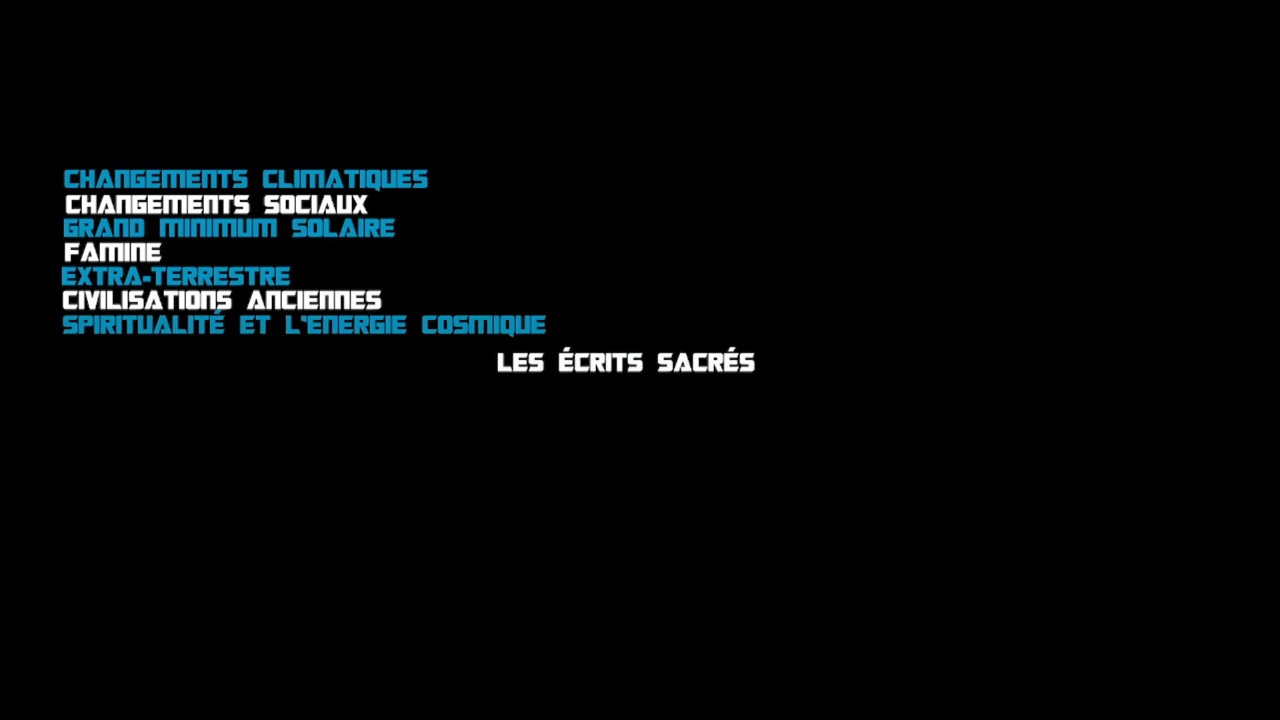 CHANGEMENTS CLIMATIQUES
CHANGEMENTS SOCIAUX
GRAND MINIMUM SOLAIRE
FAMINE
EXTRA-TERRESTRE
CIVILISATIONS ANCIENNES
SPIRITUALITÉ ET L'ENERGIE COSMIQUE
LES ÉCRITS SACRÉS